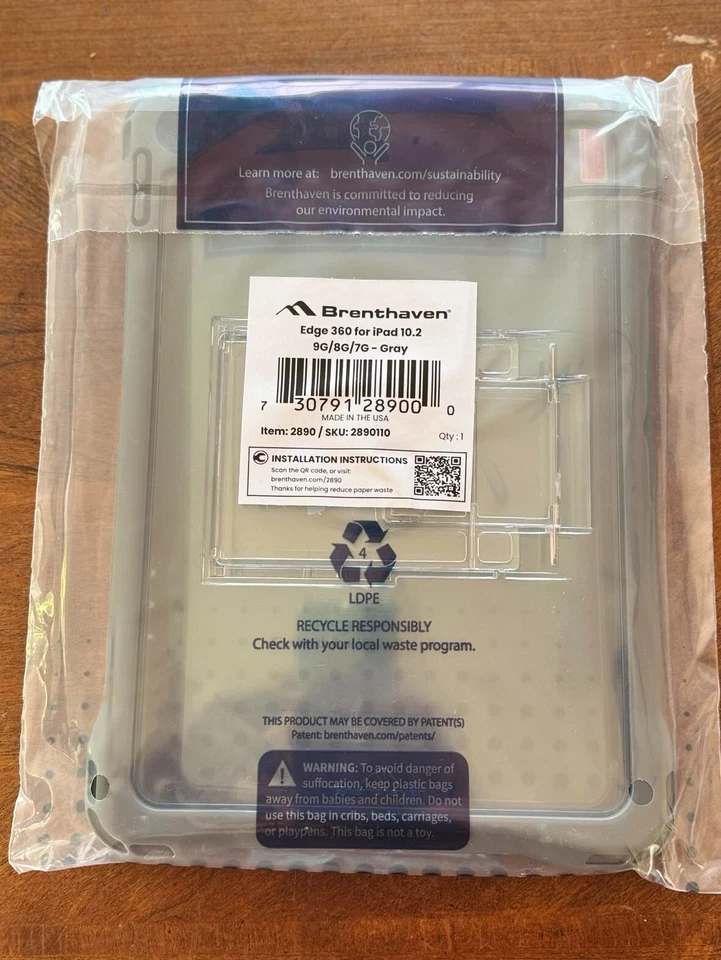 Learn more at: brenthaven.com/sustainability
Brenthaven is committed to reducing
our environmental impact.
Brenthaven®
Edge 360 for iPad 10.2
9G/8G/7G - Gray
7 30791 28900 0
MADE IN THE USA
Item: 2890 / SKU: 2890110
Qty : 1
INSTALLATION INSTRUCTIONS
Scan the QR code, or visit:
brenthaven.com/2890
Thanks for helping reduce paper waste
4
LDPE
RECYCLE RESPONSIBLY
Check with your local waste program.
THIS PRODUCT MAY BE COVERED BY PATENT(S)
Patent: brenthaven.com/patents/
WARNING: To avoid danger of
suffocation, keep plastic bags
away from babies and children. Do not
use this bag in cribs, beds, carriages,
or playpens. This bag is not a toy.